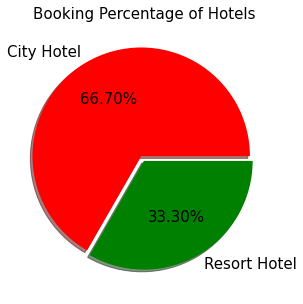 Booking Percentage of Hotels
City Hotel
66.70%
33.30%
Resort Hotel